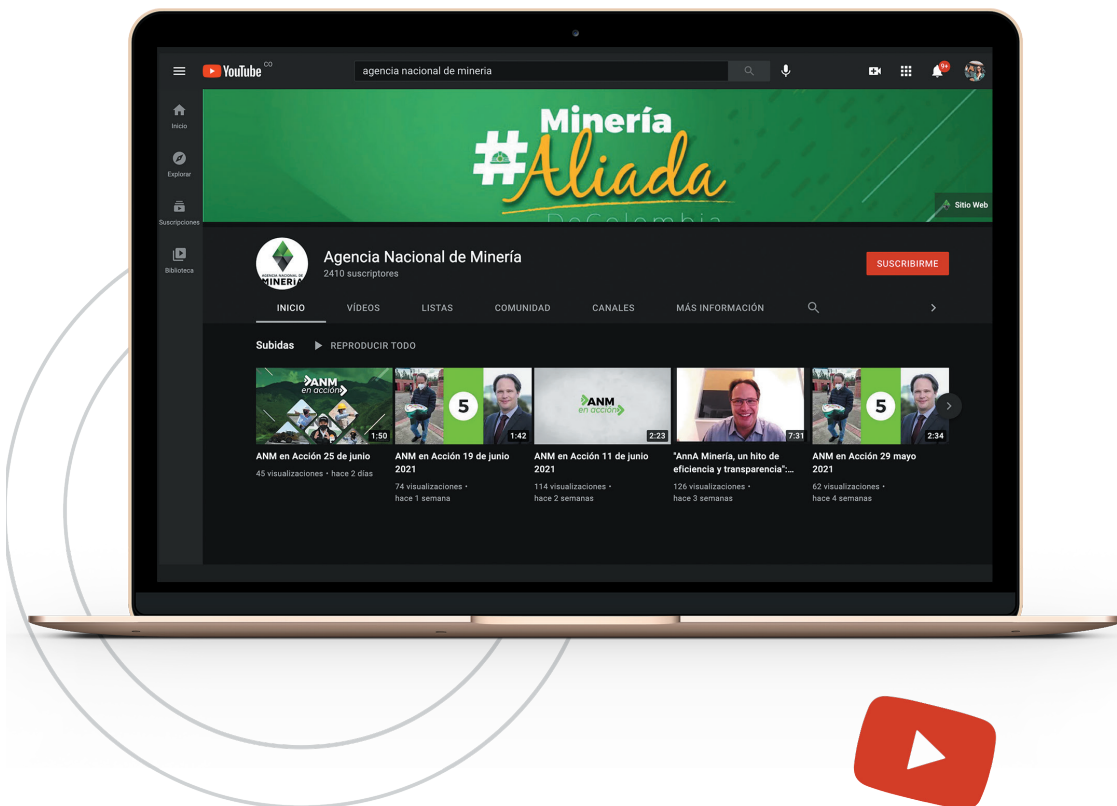 YouTube CO
agencia nacional de mineria
9+
Inicio
Explorar
Suscripciones
Biblioteca
Minería
#Aliada
DeColombia
Sitio Web
AGENCIA NACIONAL DE
MINERÍA
Agencia Nacional de Minería
2410 suscriptores
SUSCRIBIRME
INICIO VÍDEOS LISTAS COMUNIDAD CANALES MÁS INFORMACIÓN
Subidas REPRODUCIR TODO
ANM
en acción
1:50
ANM en Acción 25 de junio
45 visualizaciones • hace 2 días
5
1:42
ANM en Acción 19 de junio
2021
74 visualizaciones •
hace 1 semana
ANM
en acción
2:23
ANM en Acción 11 de junio
2021
114 visualizaciones •
hace 2 semanas
7:31
"AnnA Minería, un hito de
eficiencia y transparencia":...
126 visualizaciones •
hace 3 semanas
5
2:34
ANM en Acción 29 mayo
2021
62 visualizaciones •
hace 4 semanas